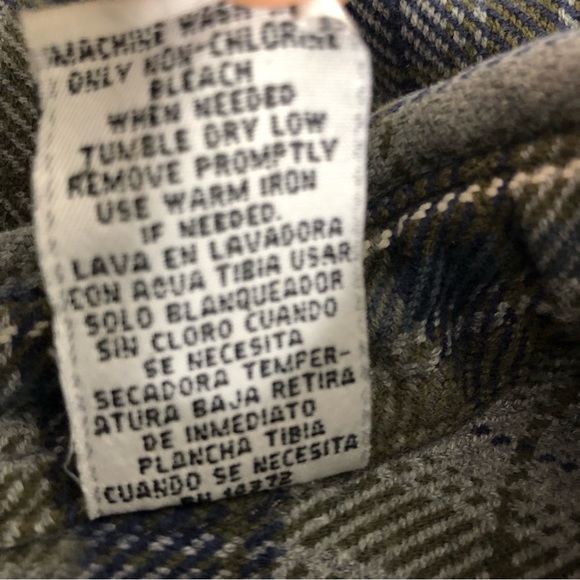 MACHINE WASH
ONLY NON-CHLORINE
BLEACH
WHEN NEEDED
TUMBLE DRY LOW
REMOVE PROMPTLY
USE WARM IRON
IF NEEDED.
LAVA EN LAVADORA
CON AGUA TIBIA USAR
SOLO BLANQUEADOR
SIN CLORO CUANDO
SE NECESITA
SECADORA TEMPER-
ATURA BAJA RETIRA
DE INMEDIATO
PLANCHA TIBIA
CUANDO SE NECESITA